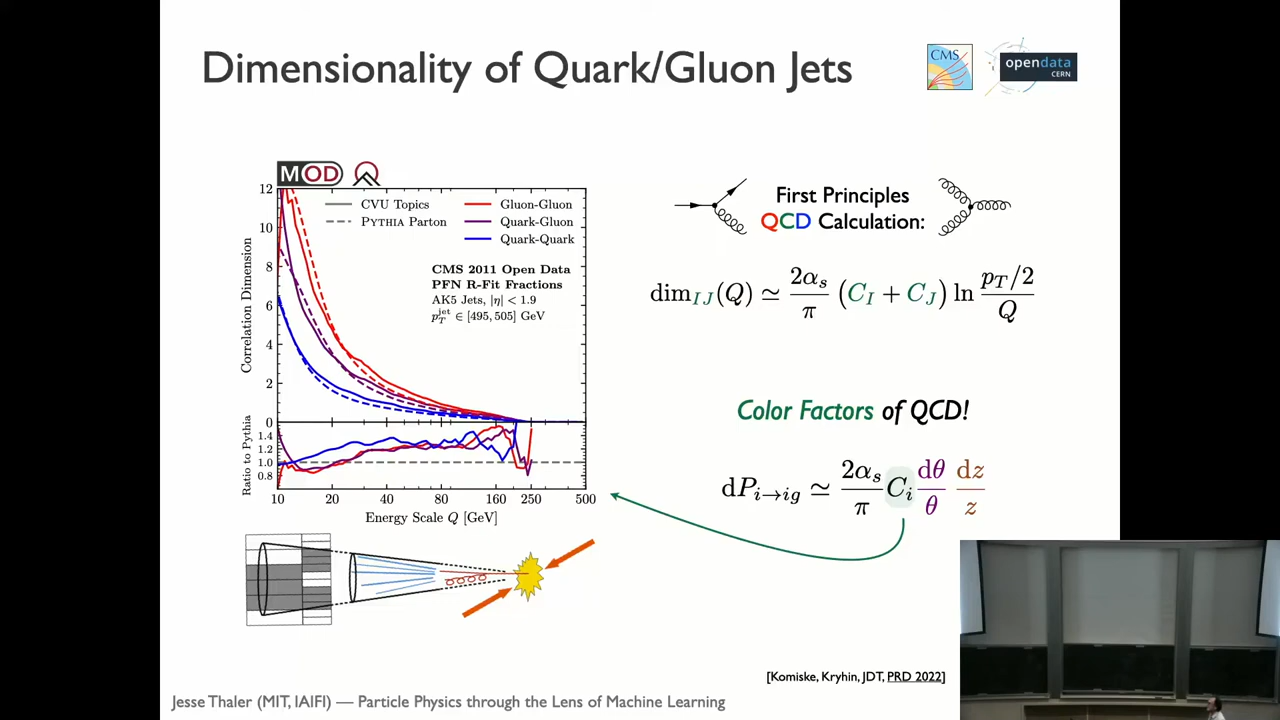 Dimensionality of Quark/Gluon Jets
CMS
opendata
CERN
MOD
12
10
8
6
4
2
0
Correlation Dimension
CVU Topics
PYTHIA Parton
Gluon-Gluon
Quark-Gluon
Quark-Quark
CMS 2011 Open Data
PFN R-Fit Fractions
AK5 Jets, |η| < 1.9
p_T^jet ∈ [495, 505] GeV
1.4
1.2
1.0
0.8
Ratio to Pythia
10 20 40 80 160 250 500
Energy Scale Q [GeV]
First Principles
QCD Calculation:
dim_IJ(Q) ≃ 2α_s/π (C_I + C_J) ln (p_T/2)/Q
Color Factors of QCD!
dP_i→ig ≃ 2α_s/π C_i dθ/θ dz/z
[Komiske, Kryhin, JDT, PRD 2022]
Jesse Thaler (MIT, IAIFI) — Particle Physics through the Lens of Machine Learning